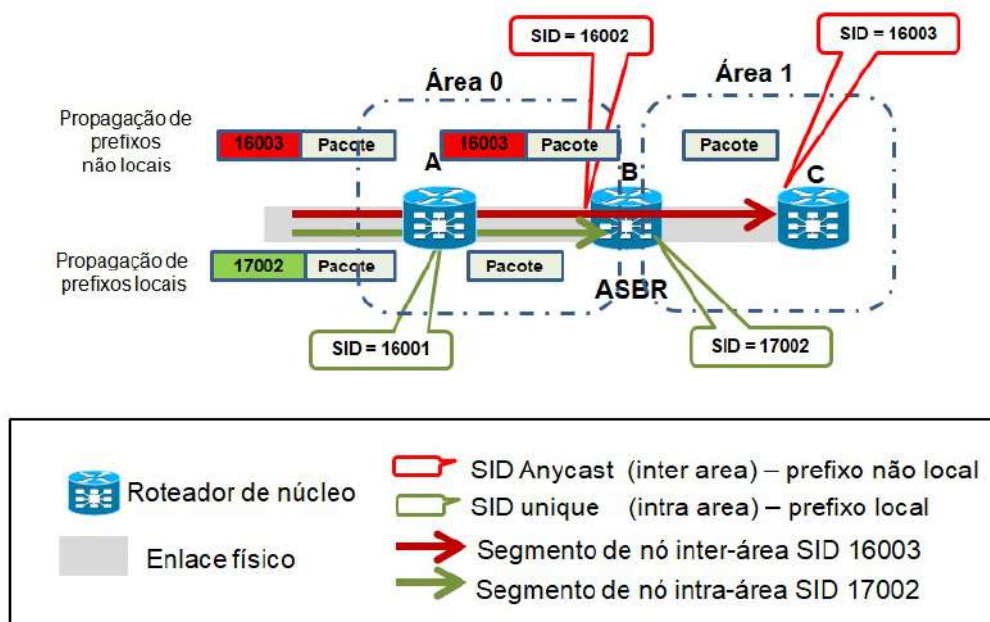 SID = 16002
SID = 16003
Área 0
Área 1
Propagação de
prefixos
não locais
16003 Pacote
16003 Pacote
Pacote
A
B
C
Propagação de
prefixos locais
17002 Pacote
Pacote
ASBR
SID = 16001
SID = 17002
Roteador de núcleo
Enlace físico
SID Anycast (inter area) – prefixo não local
SID unique (intra area) – prefixo local
Segmento de nó inter-área SID 16003
Segmento de nó intra-área SID 17002